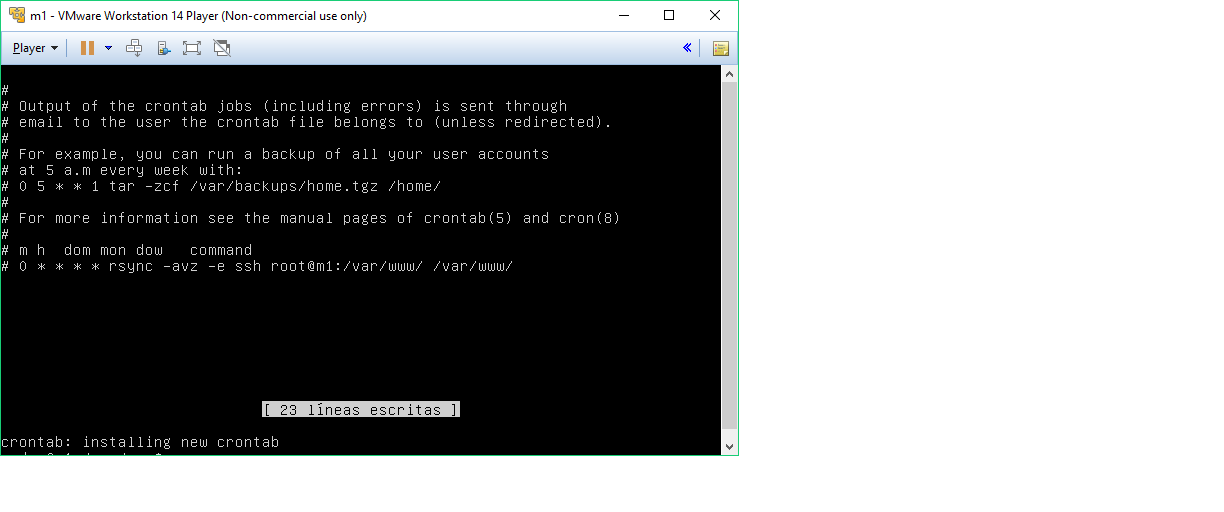 m1 - VMware Workstation 14 Player (Non-commercial use only)
Player
#
# Output of the crontab jobs (including errors) is sent through
# email to the user the crontab file belongs to (unless redirected).
#
# For example, you can run a backup of all your user accounts
# at 5 a.m every week with:
# 0 5 * * 1 tar -zcf /var/backups/home.tgz /home/
#
# For more information see the manual pages of crontab(5) and cron(8)
#
# m h  dom mon dow   command
# 0 * * * * rsync -avz -e ssh root@m1:/var/www/ /var/www/
[ 23 líneas escritas ]
crontab: installing new crontab